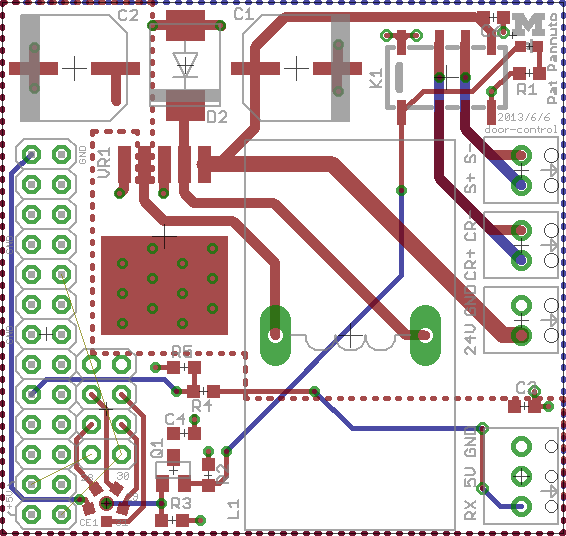 C2
C1
M
K1
R1
Pat Pannuto
D2
2013/6/6
door-control
GND
VR1
S+ S-
CR+ CR-
24V GND
R5
R4
C3
C4
Q1
R2
RX 5V GND
30
R3
CE1
L1